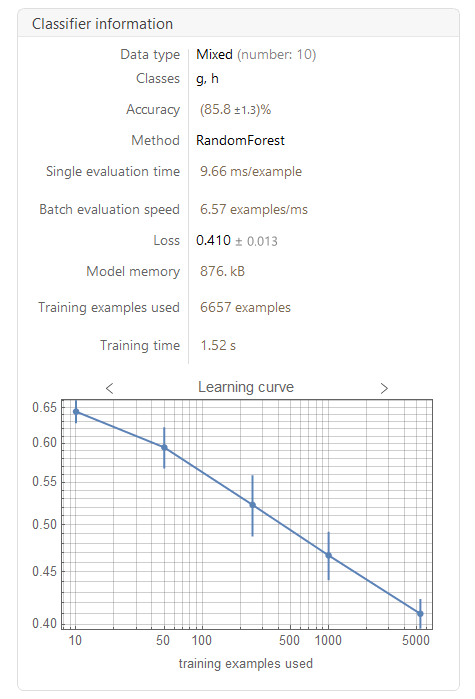 Classifier information
Data type Mixed (number: 10)
Classes g, h
Accuracy (85.8 ±1.3)%
Method RandomForest
Single evaluation time 9.66 ms/example
Batch evaluation speed 6.57 examples/ms
Loss 0.410 ± 0.013
Model memory 876. kB
Training examples used 6657 examples
Training time 1.52 s
Learning curve
0.65
0.60
0.55
0.50
0.45
0.40
10 50 100 500 1000 5000
training examples used